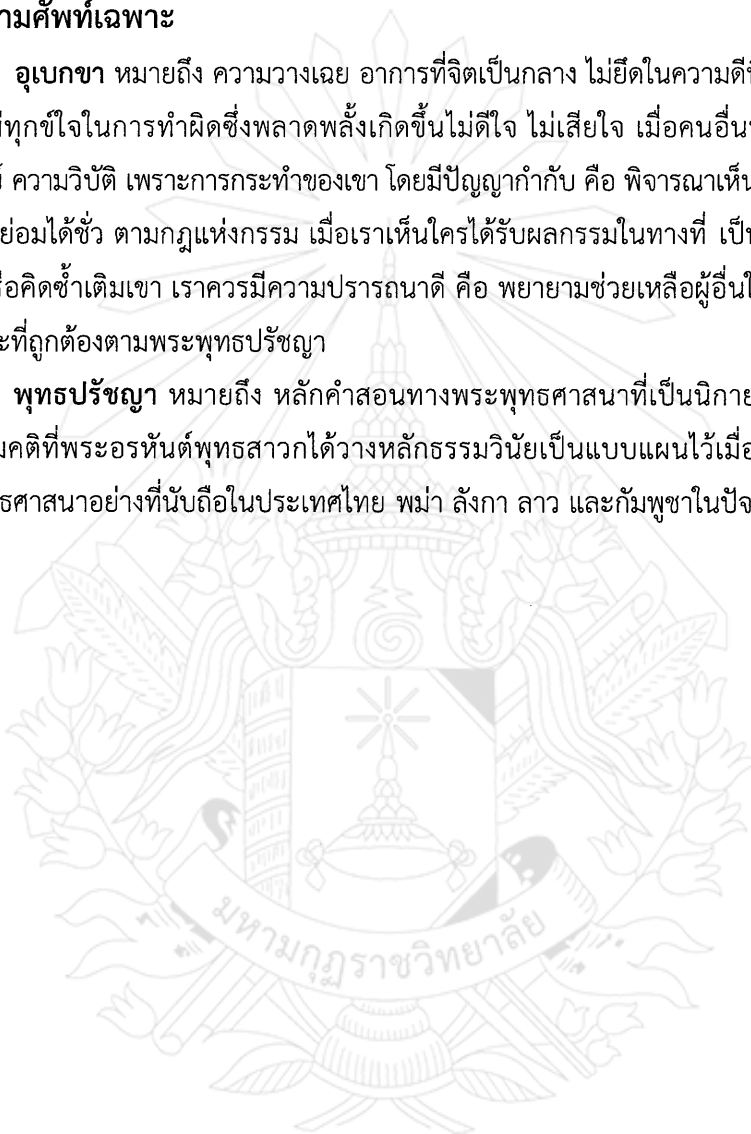 ามศัพท์เฉพาะ
อุเบกขา หมายถึง ความวางเฉย อาการที่จิตเป็นกลาง ไม่ยึดในความดี
ทุกข์ใจในการทำผิดซึ่งพลาดพลั้งเกิดขึ้นไม่ดีใจ ไม่เสียใจ เมื่อคนอื่น
ความวิบัติ เพราะการกระทำของเขา โดยมีปัญญากำกับ คือ พิจารณาเห็น
ย่อมได้ชั่ว ตามกฎแห่งกรรม เมื่อเราเห็นใครได้รับผลกรรมในทางที่ เป็น
รือคิดซ้ำเติมเขา เราควรมีความปรารถนาดี คือ พยายามช่วยเหลือผู้อื่น
ะที่ถูกต้องตามพระพุทธปรัชญา
พุทธปรัชญา หมายถึง หลักคำสอนทางพระพุทธศาสนาที่เป็นนิกาย
มคติที่พระอรหันต์พุทธสาวกได้วางหลักธรรมวินัยเป็นแบบแผนไว้เมื่อ
ธศาสนาอย่างที่นับถือในประเทศไทย พม่า ลังกา ลาว และกัมพูชาในปัจ
มหามกุฏราชวิทยาลัย